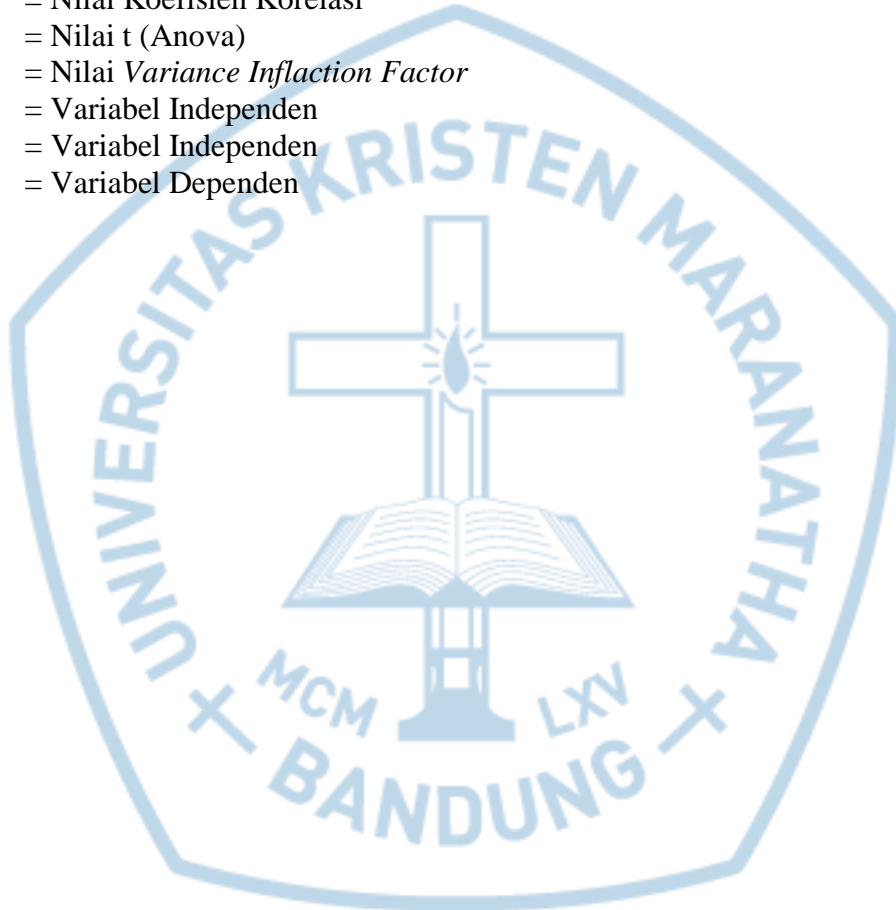 = Nilai Koefisien Korelasi
= Nilai t (Anova)
= Nilai Variance Inflaction Factor
= Variabel Independen
= Variabel Independen
= Variabel Dependen
UNIVERSITAS KRISTEN MARANATHA
MCM LXV
BANDUNG